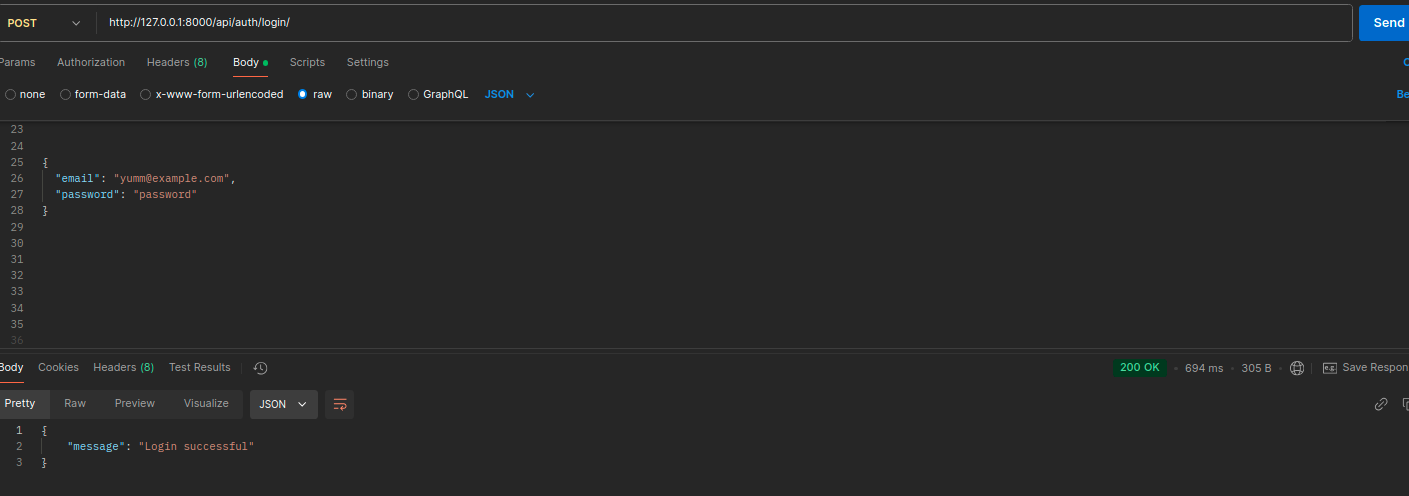 POST http://127.0.0.1:8000/api/auth/login/ Send
Params Authorization Headers (8) Body Scripts Settings
none form-data x-www-form-urlencoded raw binary GraphQL JSON Be
23
24
25 {
26 "email": "yumm@example.com",
27 "password": "password"
28 }
29
30
31
32
33
34
35
36
Body Cookies Headers (8) Test Results 200 OK 694 ms 305 B e.g. Save Respon
Pretty Raw Preview Visualize JSON
1 {
2 "message": "Login successful"
3 }